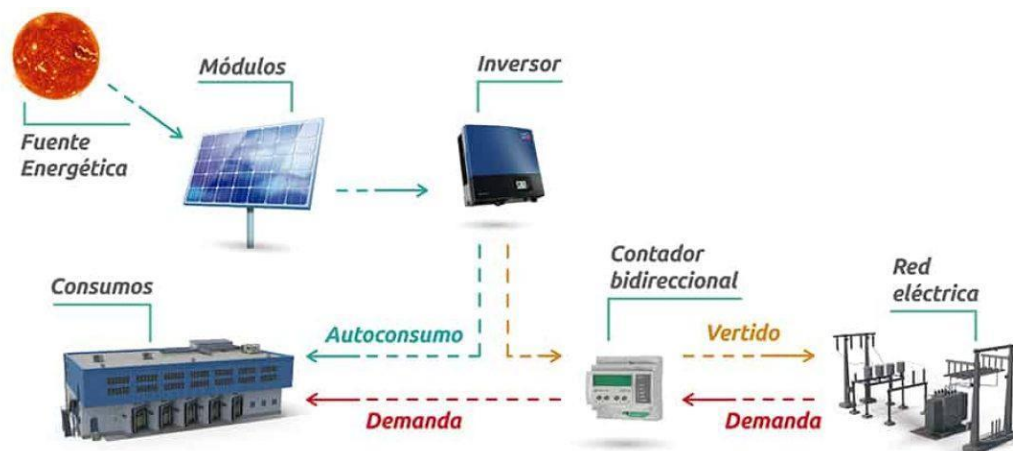 Fuente
Energética
Módulos
Inversor
Consumos
Contador
bidireccional
Red
eléctrica
Autoconsumo
Vertido
Demanda
Demanda